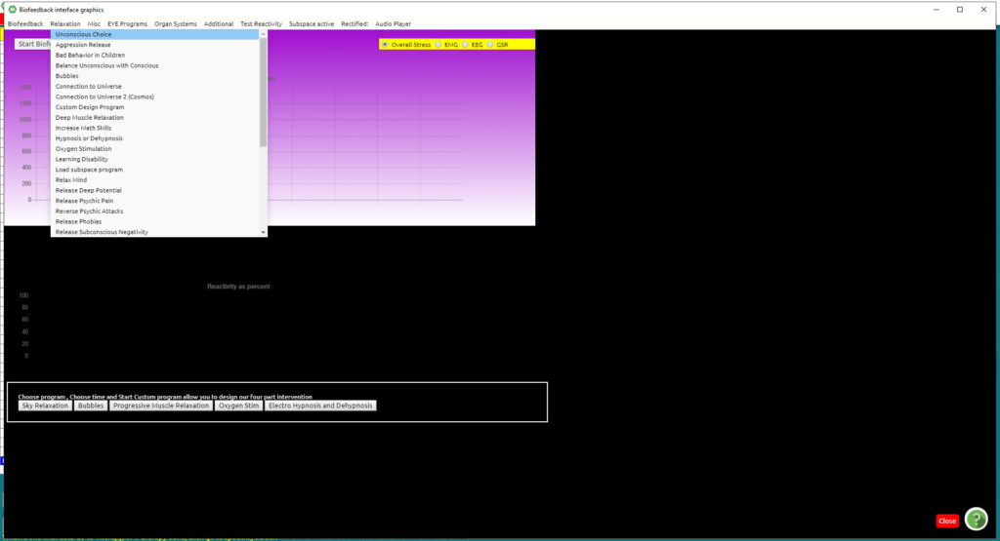 Biofeedback interface graphics
Biofeedback Relaxation Misc EYE Programs Organ Systems Additional Test Reactivity Subspace active Rectified: Audio Player
Unconscious Choice
Start Biof
Overall Stress EMG EEG GSR
Aggression Release
Bad Behavior in Children
Balance Unconscious with Conscious
Bubbles
Connection to Universe
Connection to Universe 2 (Cosmos)
Custom Design Program
Deep Muscle Relaxation
Increase Math Skills
Hypnosis or Dehypnosis
Oxygen Stimulation
Learning Disability
Load subspace program
Relax Mind
Release Deep Potential
Release Psychic Pain
Reverse Psychic Attacks
Release Phobias
Release Subconscious Negativity
1400
1200
1000
800
600
400
200
0
Reactivity as percent
100
80
60
40
20
0
Choose program , Choose time and Start Custom program allow you to design our four part intervention
Sky Relaxation Bubbles Progressive Muscle Relaxation Oxygen Stim Electro Hypnosis and Dehypnosis
Close ?